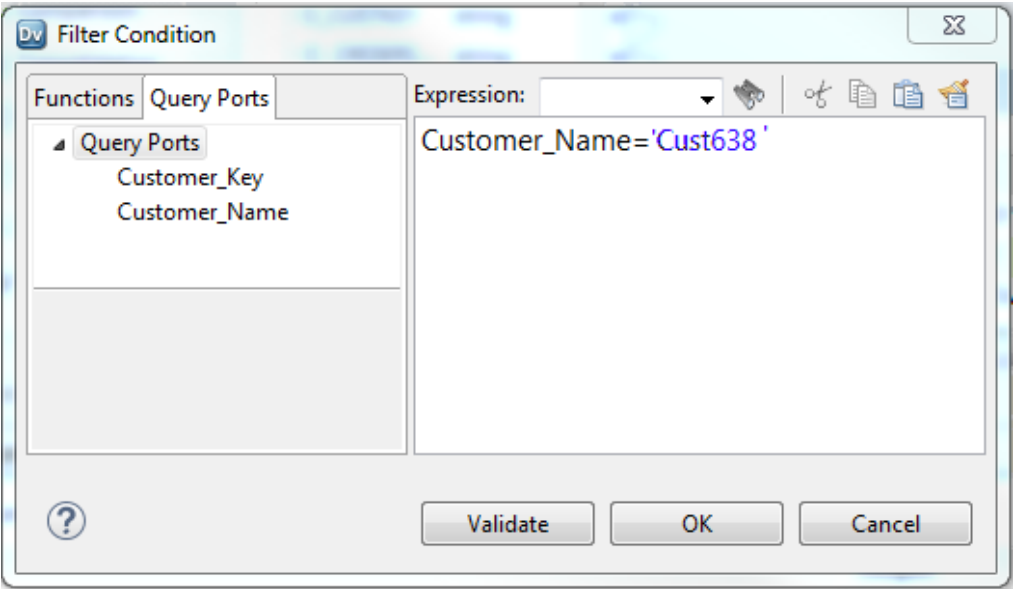 Dv Filter Condition
Functions Query Ports
Expression:
Query Ports
Customer_Key
Customer_Name
Customer_Name='Cust638 '
?
Validate OK Cancel